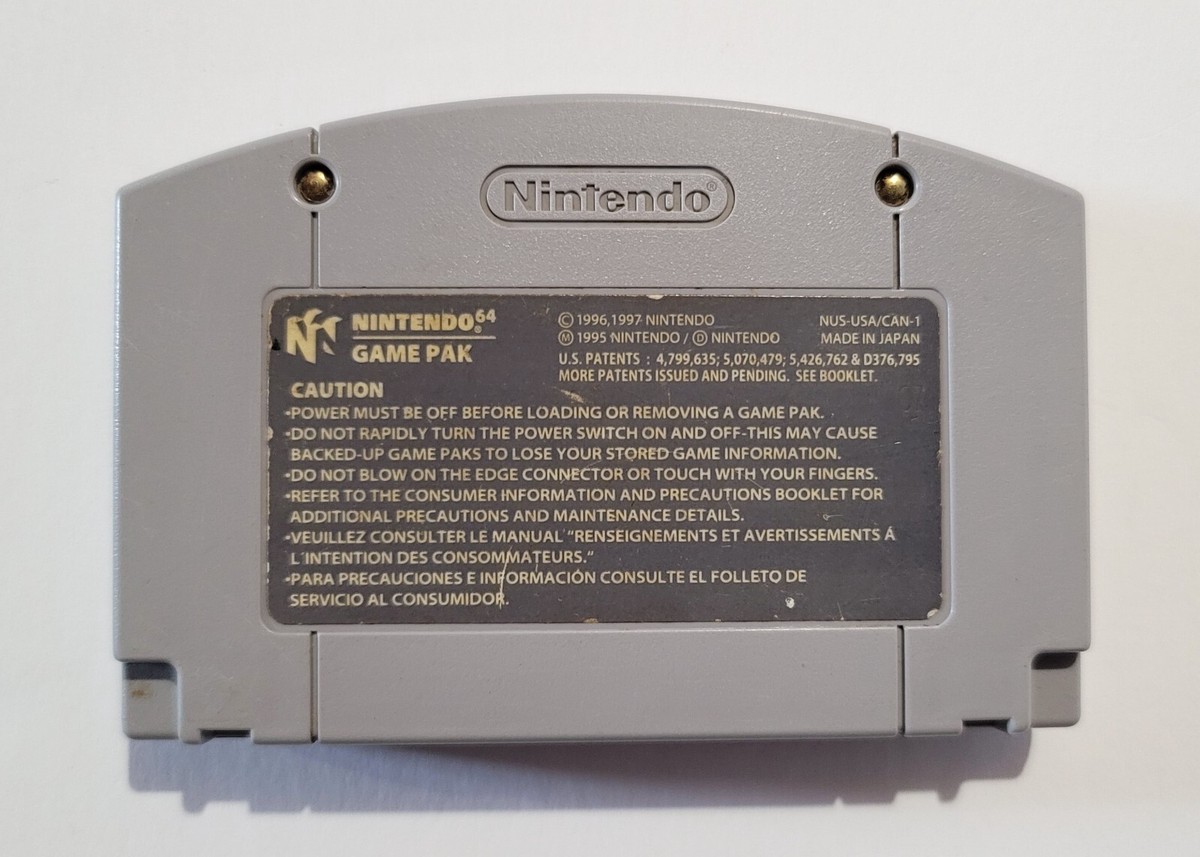 Nintendo®
NINTENDO64®
GAME PAK
© 1996,1997 NINTENDO
Ⓜ 1995 NINTENDO / Ⓓ NINTENDO
NUS-USA/CAN-1
MADE IN JAPAN
U.S. PATENTS : 4,799,635; 5,070,479; 5,426,762 & D376,795
MORE PATENTS ISSUED AND PENDING. SEE BOOKLET.
CAUTION
•POWER MUST BE OFF BEFORE LOADING OR REMOVING A GAME PAK.
•DO NOT RAPIDLY TURN THE POWER SWITCH ON AND OFF-THIS MAY CAUSE
BACKED-UP GAME PAKS TO LOSE YOUR STORED GAME INFORMATION.
•DO NOT BLOW ON THE EDGE CONNECTOR OR TOUCH WITH YOUR FINGERS.
•REFER TO THE CONSUMER INFORMATION AND PRECAUTIONS BOOKLET FOR
ADDITIONAL PRECAUTIONS AND MAINTENANCE DETAILS.
•VEUILLEZ CONSULTER LE MANUAL "RENSEIGNEMENTS ET AVERTISSEMENTS Á
L'INTENTION DES CONSOMMATEURS."
•PARA PRECAUCIONES E INFORMACIÓN CONSULTE EL FOLLETO DE
SERVICIO AL CONSUMIDOR.